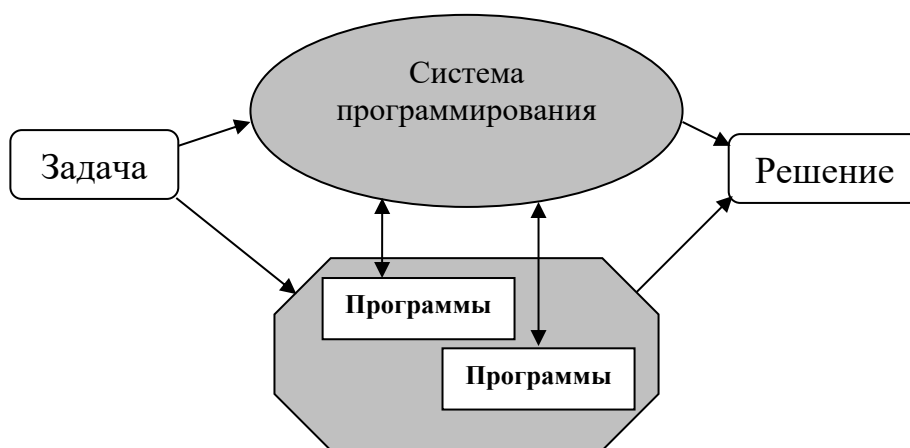 Система
программирования
Задача
Решение
Программы
Программы